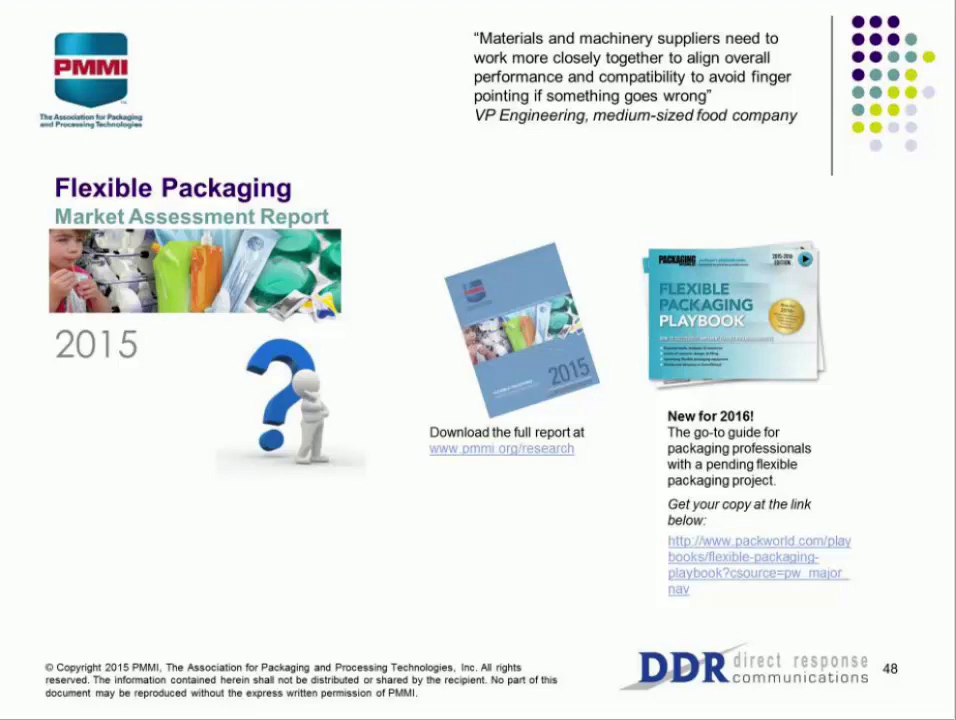 PMMI
The Association for Packaging
and Processing Technologies
“Materials and machinery suppliers need to
work more closely together to align overall
performance and compatibility to avoid finger
pointing if something goes wrong”
VP Engineering, medium-sized food company
Flexible Packaging
Market Assessment Report
2015
2015
PACKAGING
2015-2016
EDITION
FLEXIBLE
PACKAGING
PLAYBOOK
Download the full report at
www.pmmi.org/research
New for 2016!
The go-to guide for
packaging professionals
with a pending flexible
packaging project.
Get your copy at the link
below:
http://www.packworld.com/play
books/flexible-packaging-
playbook?csource=pw_major_
nav
© Copyright 2015 PMMI, The Association for Packaging and Processing Technologies, Inc. All rights
reserved. The information contained herein shall not be distributed or shared by the recipient. No part of this
document may be reproduced without the express written permission of PMMI.
DDR direct response
communications
48